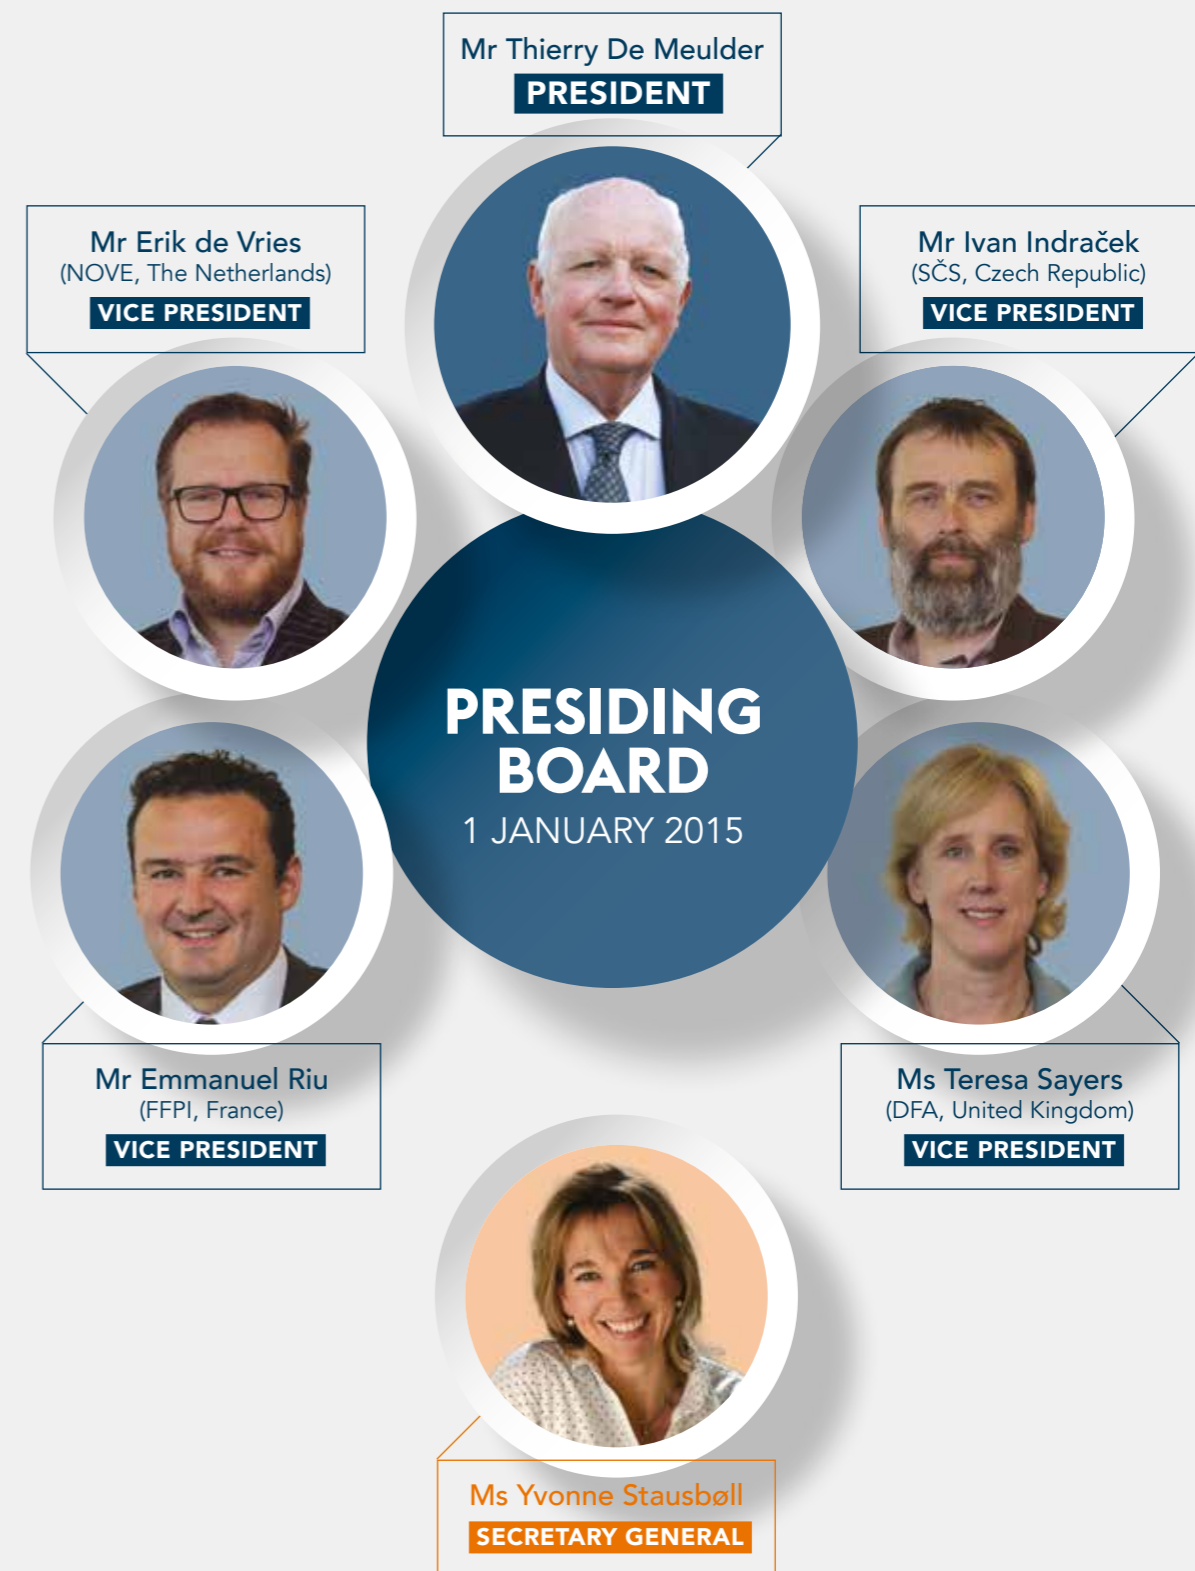 Mr Thierry De Meulder
PRESIDENT
Mr Erik de Vries
(NOVE, The Netherlands)
VICE PRESIDENT
Mr Ivan Indraček
(SČS, Czech Republic)
VICE PRESIDENT
PRESIDING
BOARD
1 JANUARY 2015
Mr Emmanuel Riu
(FFPI, France)
VICE PRESIDENT
Ms Teresa Sayers
(DFA, United Kingdom)
VICE PRESIDENT
Ms Yvonne Stausbøll
SECRETARY GENERAL